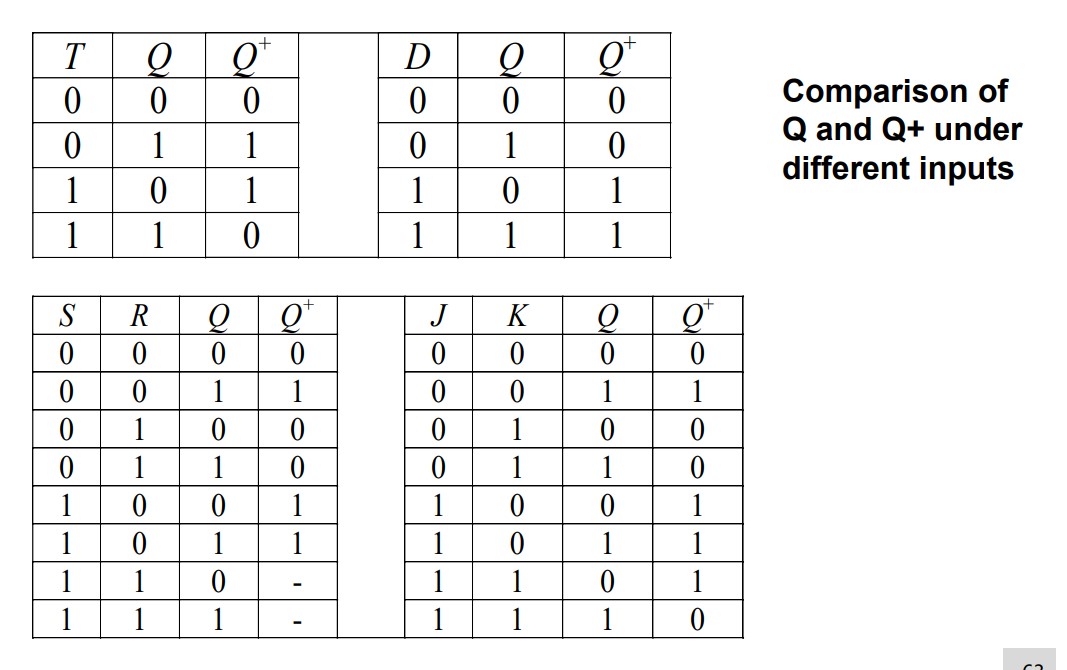 T Q Q⁺ D Q Q⁺
0 0 0 0 0 0
0 1 1 0 1 0
1 0 1 1 0 1
1 1 0 1 1 1
Comparison of
Q and Q+ under
different inputs
S R Q Q⁺ J K Q Q⁺
0 0 0 0 0 0 0 0
0 0 1 1 0 0 1 1
0 1 0 0 0 1 0 0
0 1 1 0 0 1 1 0
1 0 0 1 1 0 0 1
1 0 1 1 1 0 1 1
1 1 0 - 1 1 0 1
1 1 1 - 1 1 1 0